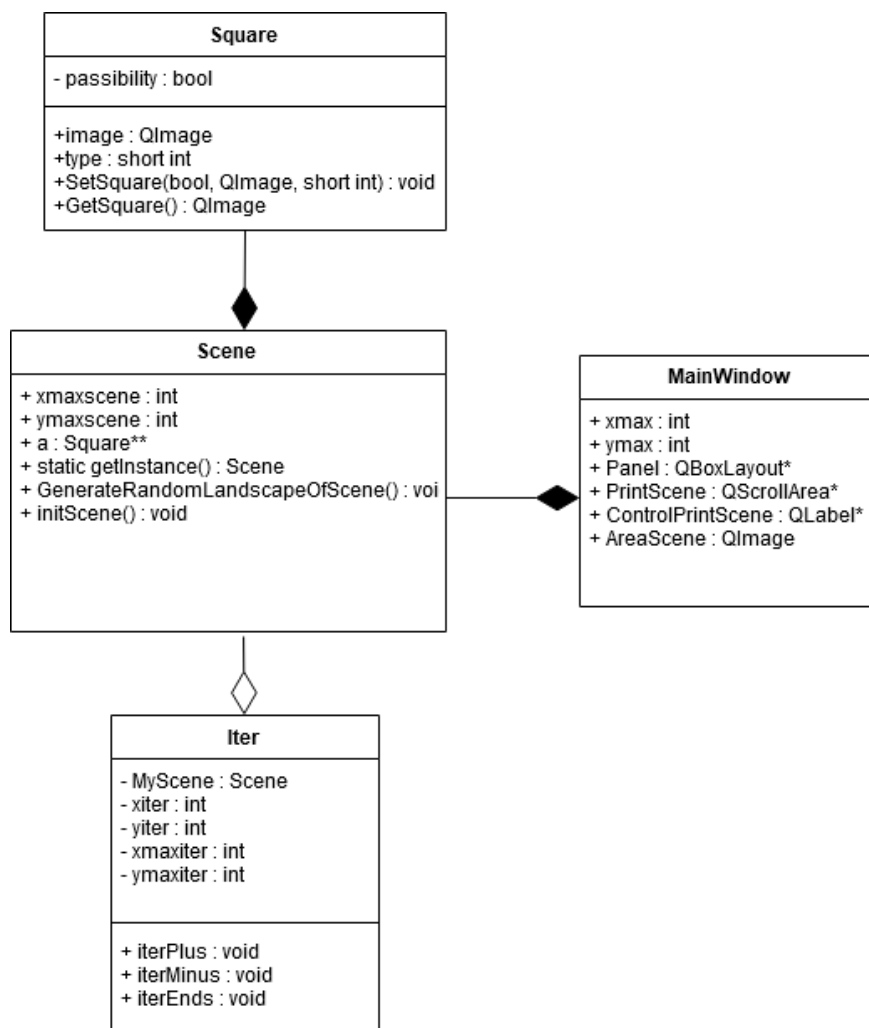 Square
- passibility : bool
+image : QImage
+type : short int
+SetSquare(bool, QImage, short int) : void
+GetSquare() : QImage
Scene
+ xmaxscene : int
+ ymaxscene : int
+ a : Square**
+ static getInstance() : Scene
+ GenerateRandomLandscapeOfScene() : voi
+ initScene() : void
MainWindow
+ xmax : int
+ ymax : int
+ Panel : QBoxLayout*
+ PrintScene : QScrollArea*
+ ControlPrintScene : QLabel*
+ AreaScene : QImage
Iter
- MyScene : Scene
- xiter : int
- yiter : int
- xmaxiter : int
- ymaxiter : int
+ iterPlus : void
+ iterMinus : void
+ iterEnds : void